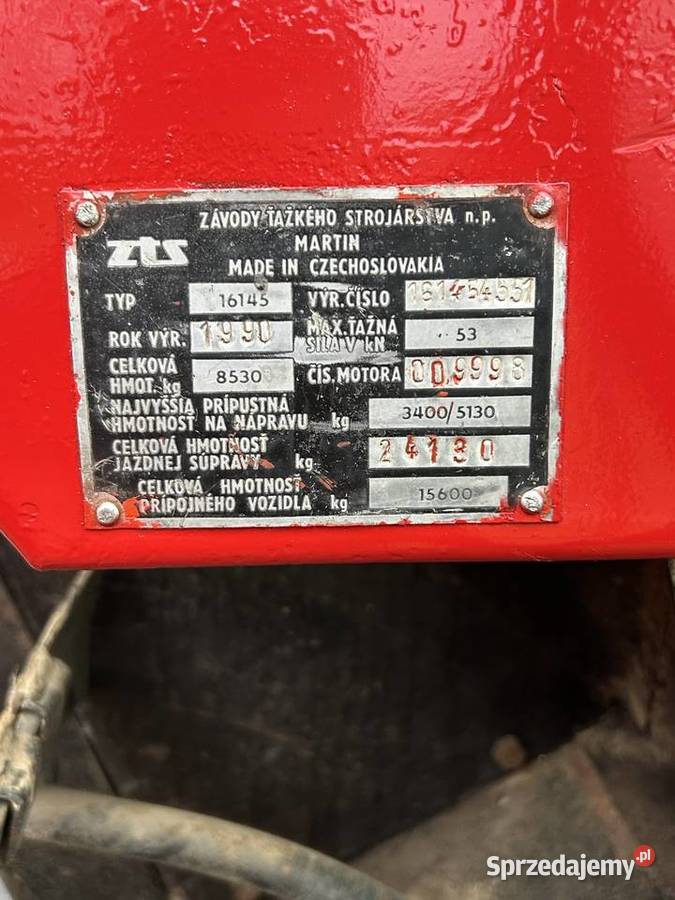 ZÁVODY ŤAŽKÉHO STROJÁRSTVA n.p.
zts MARTIN
MADE IN CZECHOSLOVAKIA
TYP 16145 VÝR.ČÍSLO 161454551
ROK VÝR. 1990 MAX.ŤAŽNÁ SILA V kN 53
CELKOVÁ HMOT. kg 8530 ČÍS.MOTORA 009998
NAJVYŠŠIA PRÍPUSTNÁ
HMOTNOSŤ NA NÁPRAVU kg 3400/5130
CELKOVÁ HMOTNOSŤ
JAZDNEJ SÚPRAVY kg 24130
CELKOVÁ HMOTNOSŤ
PRÍPOJNÉHO VOZIDLA kg 15600
Sprzedajemy.pl